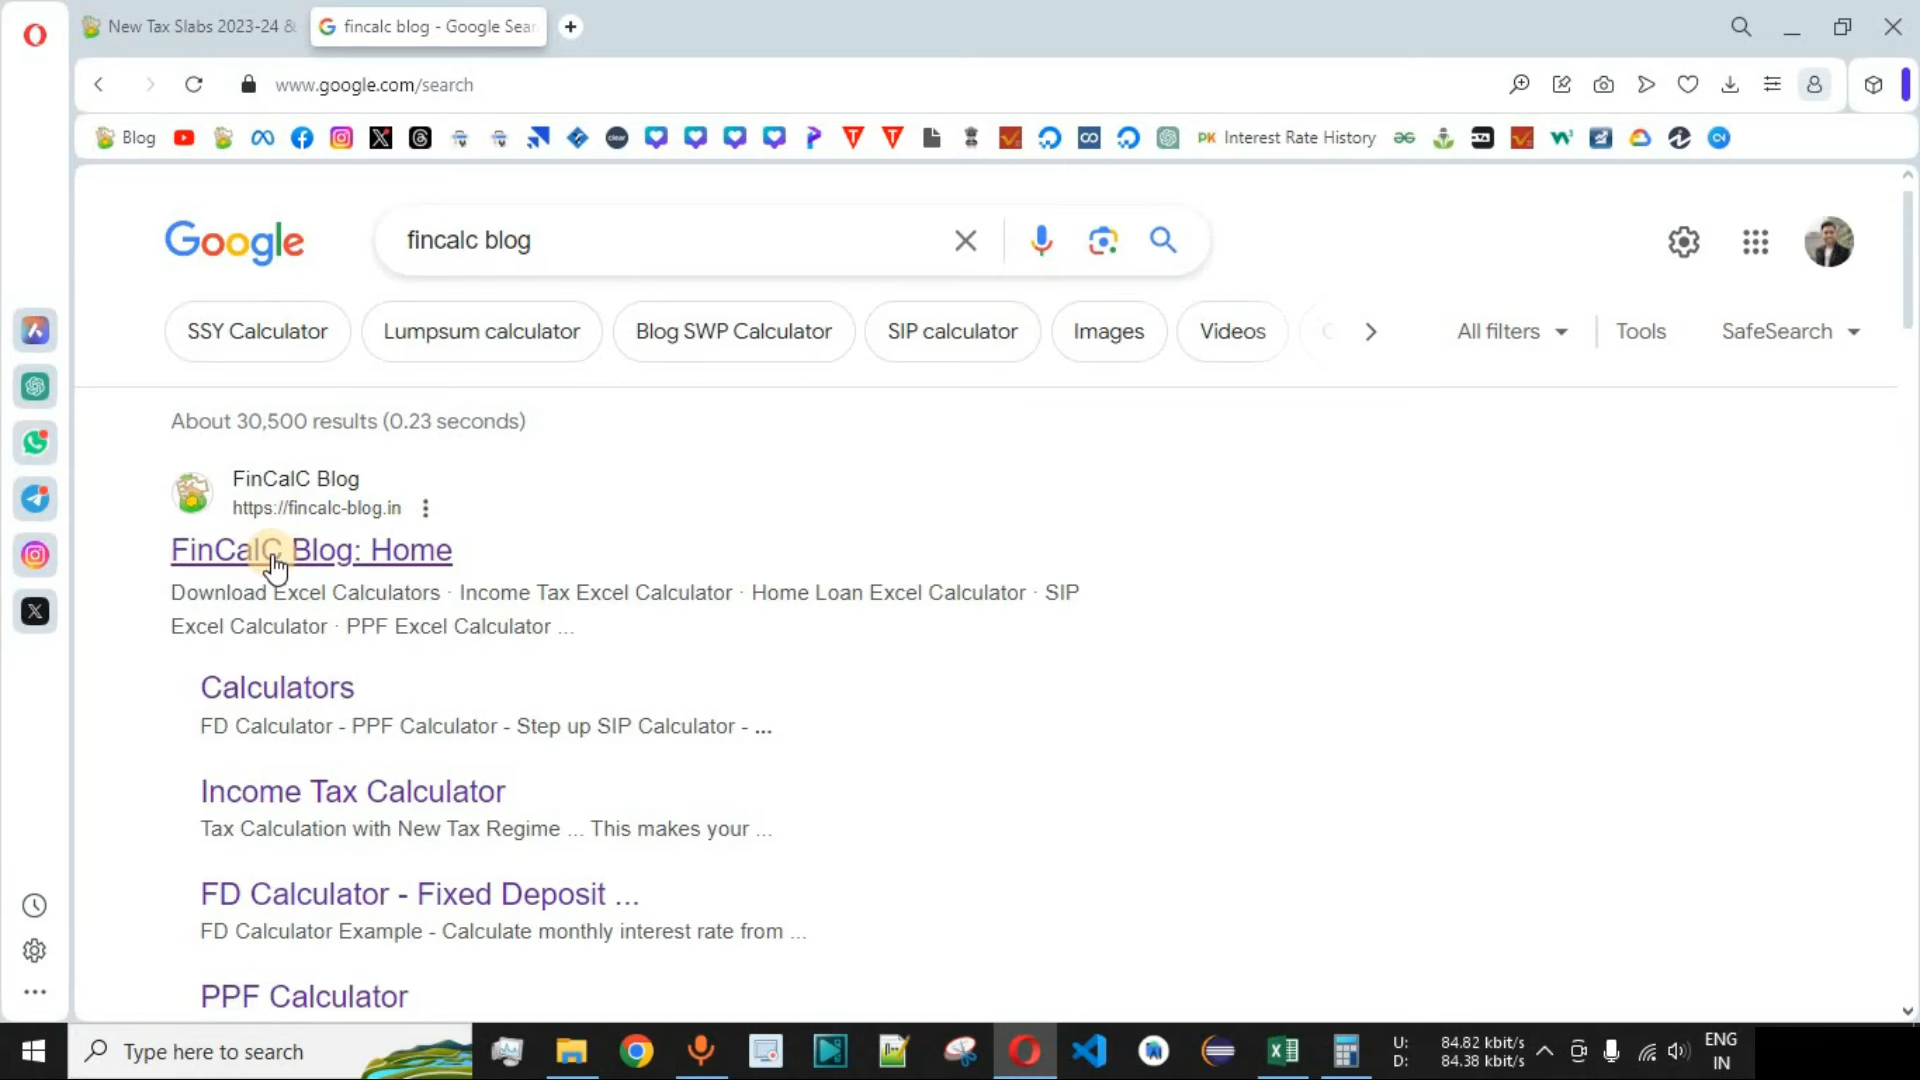 New Tax Slabs 2023-24 &
fincalc blog - Google Sear
www.google.com/search
Blog
PK Interest Rate History
Google
fincalc blog
SSY Calculator
Lumpsum calculator
Blog SWP Calculator
SIP calculator
Images
Videos
All filters
Tools
SafeSearch
About 30,500 results (0.23 seconds)
FinCalC Blog
https://fincalc-blog.in
FinCalC Blog: Home
Download Excel Calculators · Income Tax Excel Calculator · Home Loan Excel Calculator · SIP
Excel Calculator · PPF Excel Calculator ...
Calculators
FD Calculator - PPF Calculator - Step up SIP Calculator - ...
Income Tax Calculator
Tax Calculation with New Tax Regime ... This makes your ...
FD Calculator - Fixed Deposit ...
FD Calculator Example - Calculate monthly interest rate from ...
PPF Calculator
Type here to search
U: 84.82 kbit/s
D: 84.38 kbit/s
ENG
IN